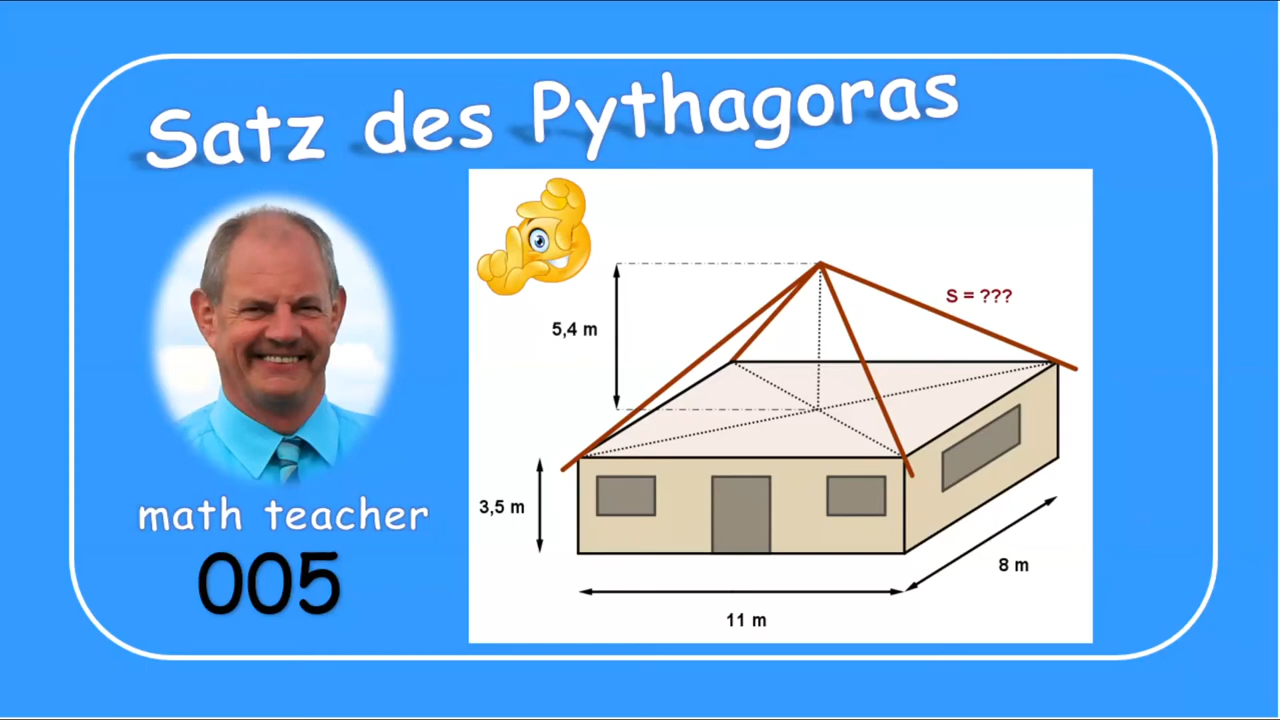 Satz des Pythagoras
S = ???
5,4 m
3,5 m
8 m
11 m
math teacher
005